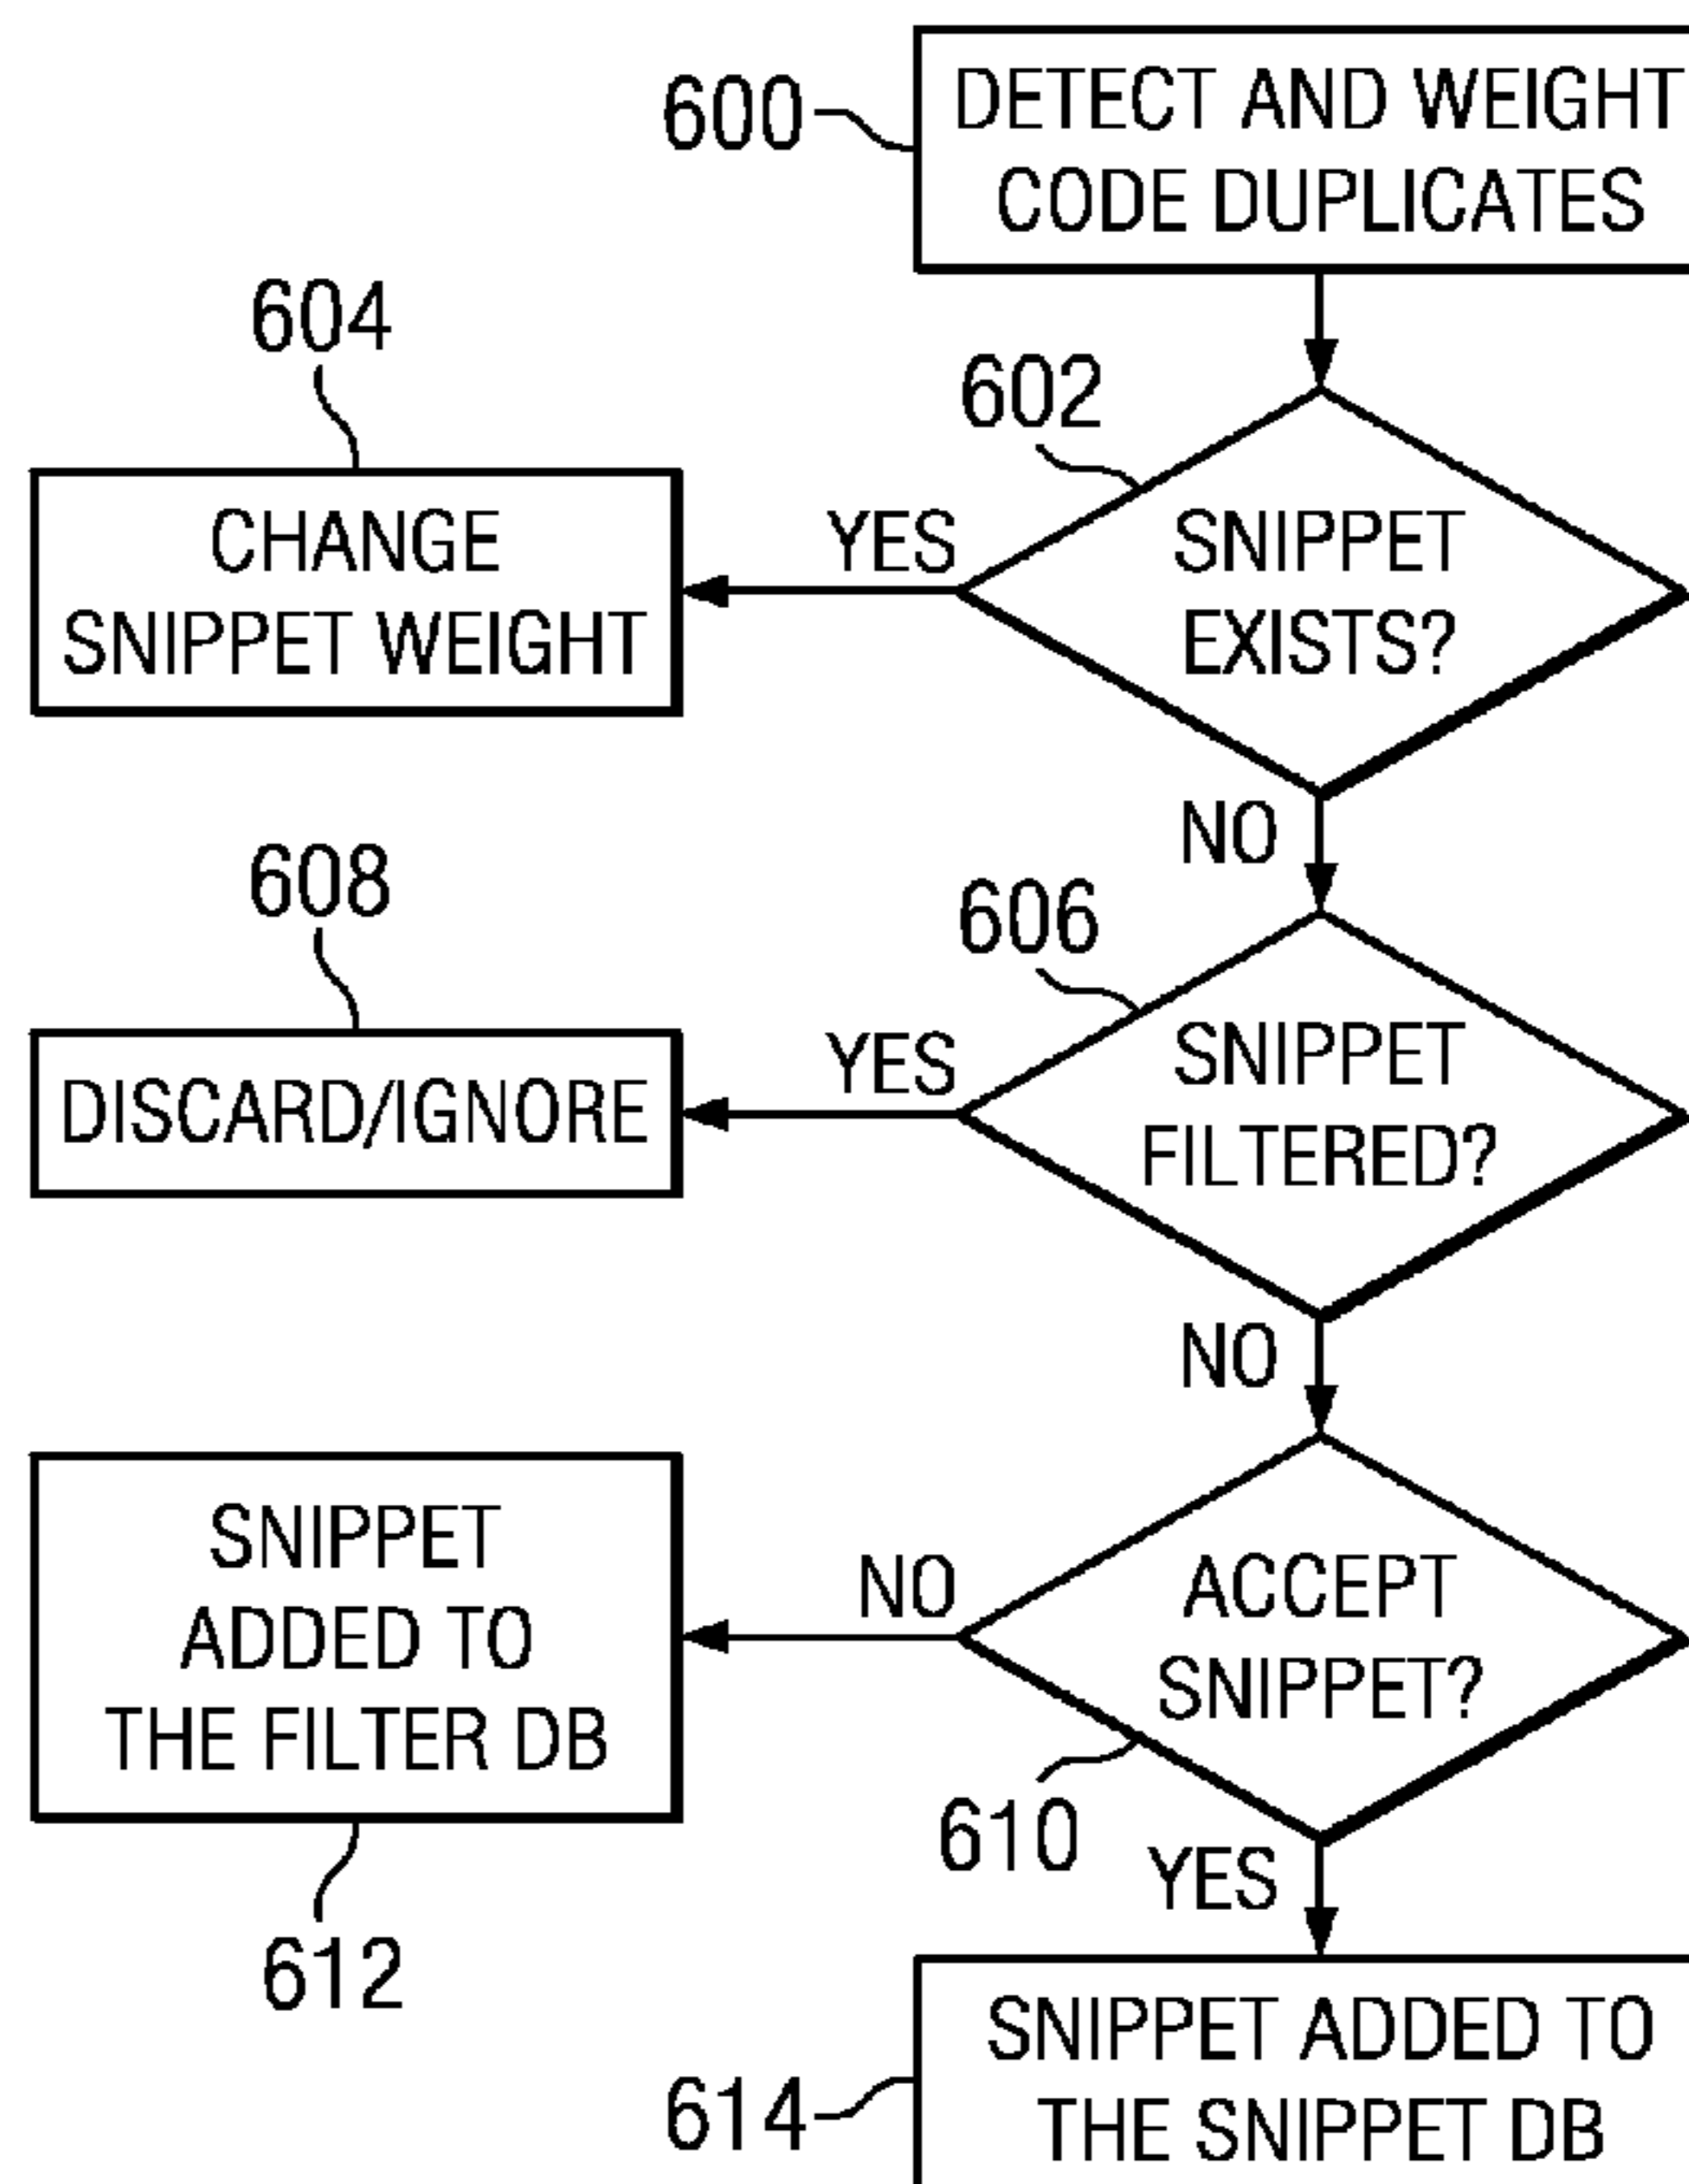 600
DETECT AND WEIGHT
CODE DUPLICATES
604
602
CHANGE
SNIPPET WEIGHT
YES
SNIPPET
EXISTS?
NO
608
606
DISCARD/IGNORE
YES
SNIPPET
FILTERED?
NO
SNIPPET
ADDED TO
THE FILTER DB
NO
ACCEPT
SNIPPET?
610
YES
612
614
SNIPPET ADDED TO
THE SNIPPET DB